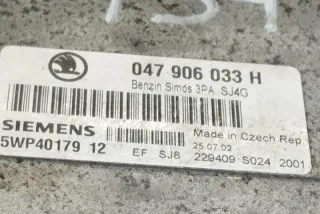 047 906 033 H
Benzin Simos 3PA SJ4G
SIEMENS
Made in Czech Rep
5WP40179 12
25.07.02
EF SJ8
229409 S024 2001